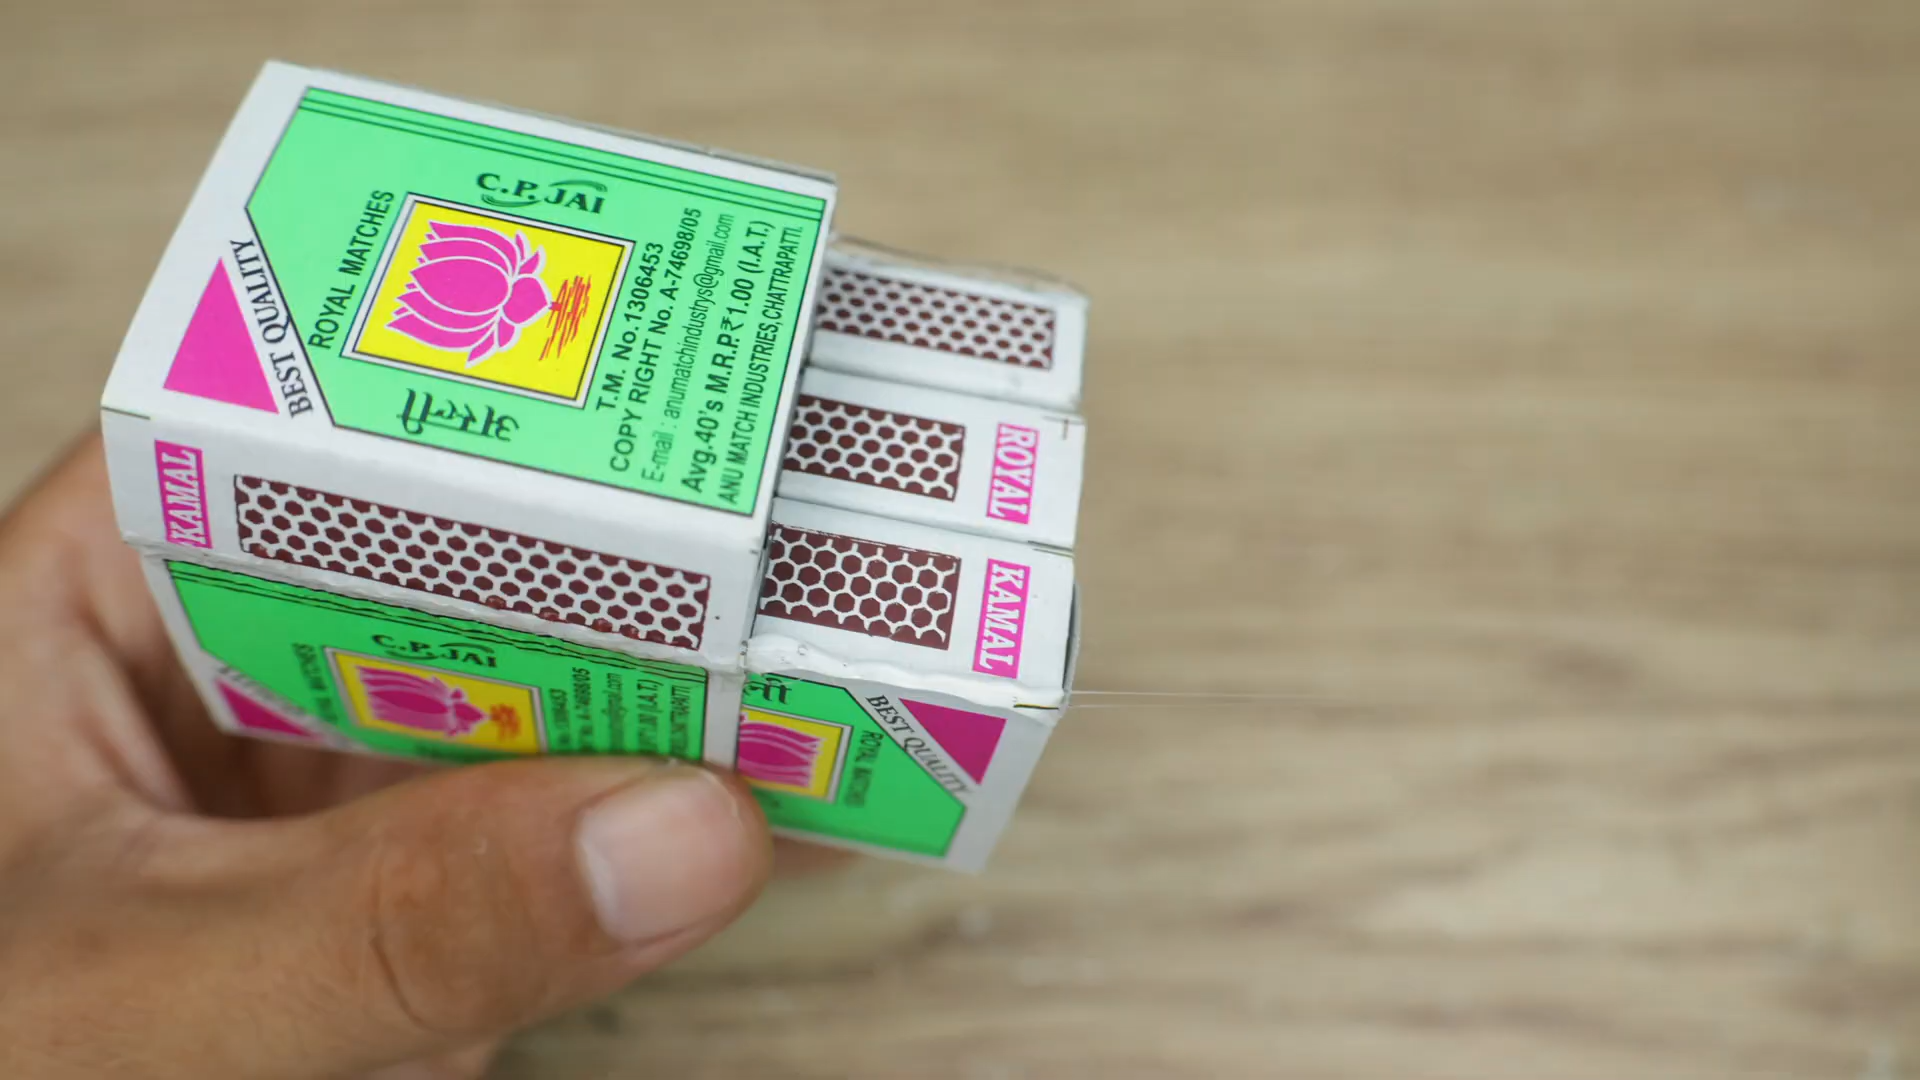 C.P. JAI
ROYAL MATCHES
BEST QUALITY
T.M. No.1306453
COPY RIGHT No. A-74698/05
E-mail : anumatchindustrys@gmail.com
Avg.40's M.R.P.₹1.00 (I.A.T.)
ANU MATCH INDUSTRIES,CHATTRAPATTI.
KAMAL
ROYAL
KAMAL
C.P. JAI
BEST QUALITY
ROYAL MATCHES